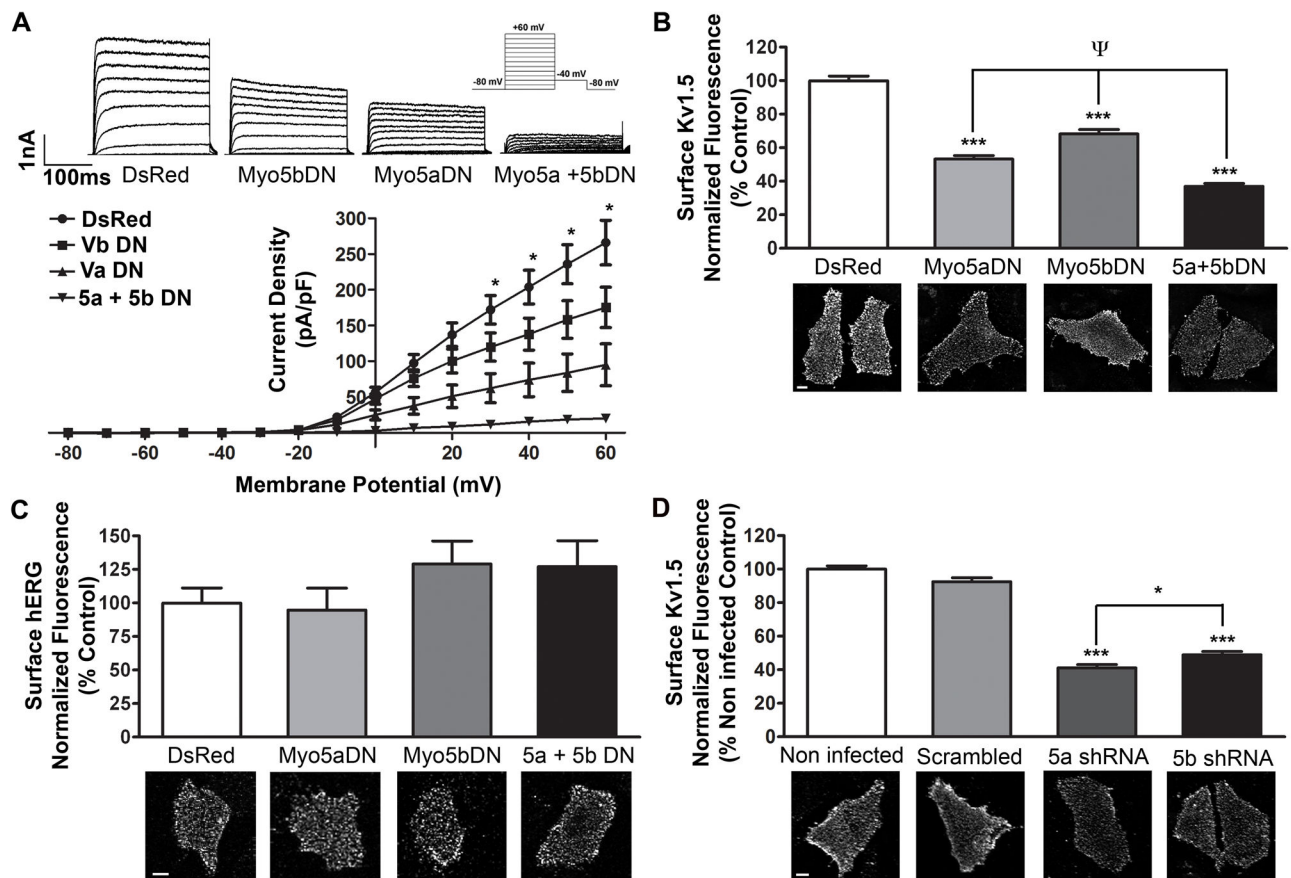 A
+60 mV
-80 mV
-40 mV
-80 mV
1nA
100ms
DsRed
Myo5bDN
Myo5aDN
Myo5a +5bDN
DsRed
Vb DN
Va DN
5a + 5b DN
Current Density
(pA/pF)
300
250
200
150
100
50
* * * *
-80 -60 -40 -20 20 40 60
Membrane Potential (mV)
B
Surface Kv1.5
Normalized Fluorescence
(% Control)
120
100
80
60
40
20
0
Ψ
***
***
***
DsRed
Myo5aDN
Myo5bDN
5a+5bDN
C
Surface hERG
Normalized Fluorescence
(% Control)
150
125
100
75
50
25
0
DsRed
Myo5aDN
Myo5bDN
5a + 5b DN
D
Surface Kv1.5
Normalized Fluorescence
(% Non infected Control)
120
100
80
60
40
20
0
*
***
***
Non infected
Scrambled
5a shRNA
5b shRNA